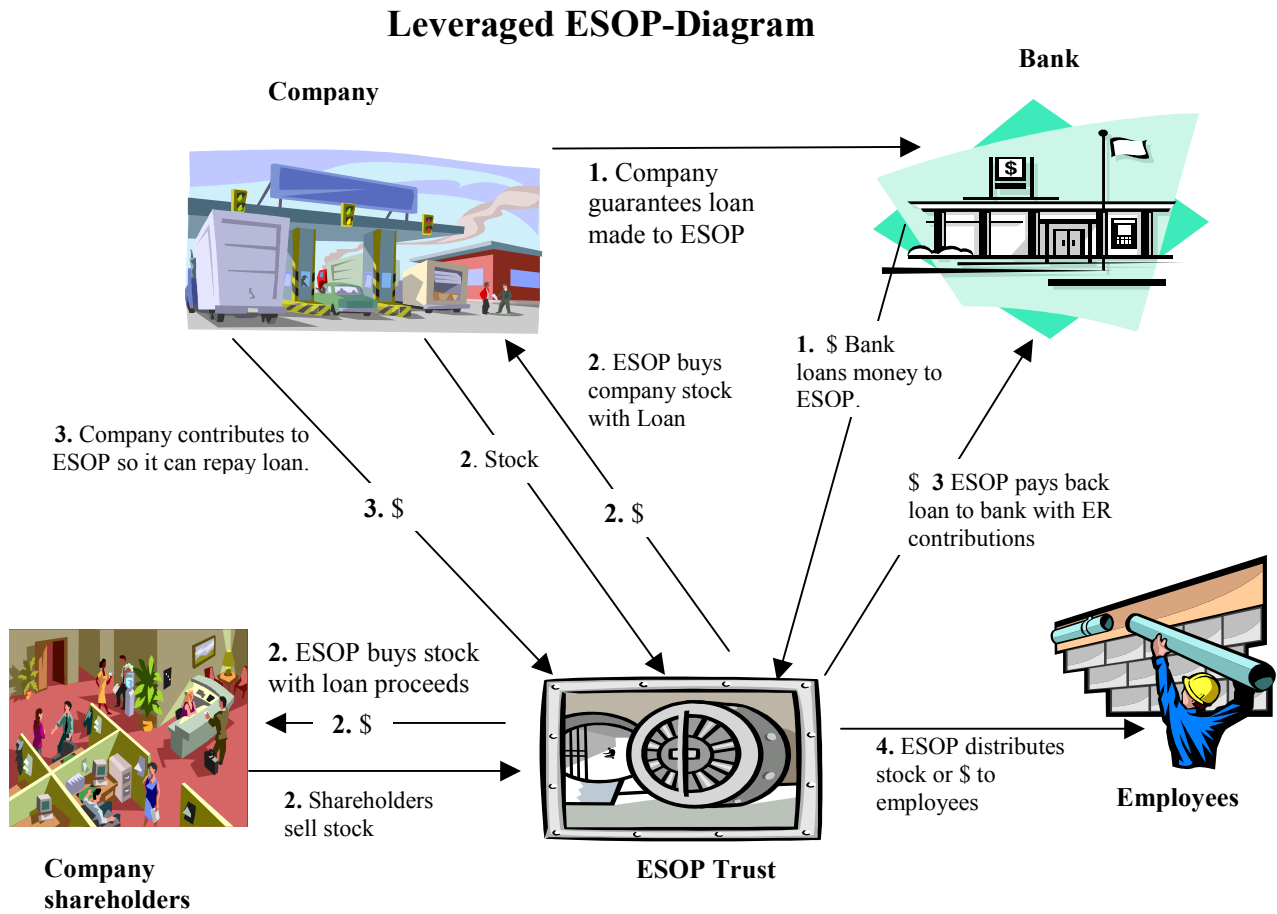 Leveraged ESOP-Diagram
Bank
Company
$
1. Company
guarantees loan
made to ESOP
1. $ Bank
loans money to
ESOP.
2. ESOP buys
company stock
with Loan
3. Company contributes to
ESOP so it can repay loan.
2. Stock
3. $
2. $
$ 3 ESOP pays back
loan to bank with ER
contributions
2. ESOP buys stock
with loan proceeds
2. $
2. Shareholders
sell stock
4. ESOP distributes
stock or $ to
employees
Employees
ESOP Trust
Company
shareholders